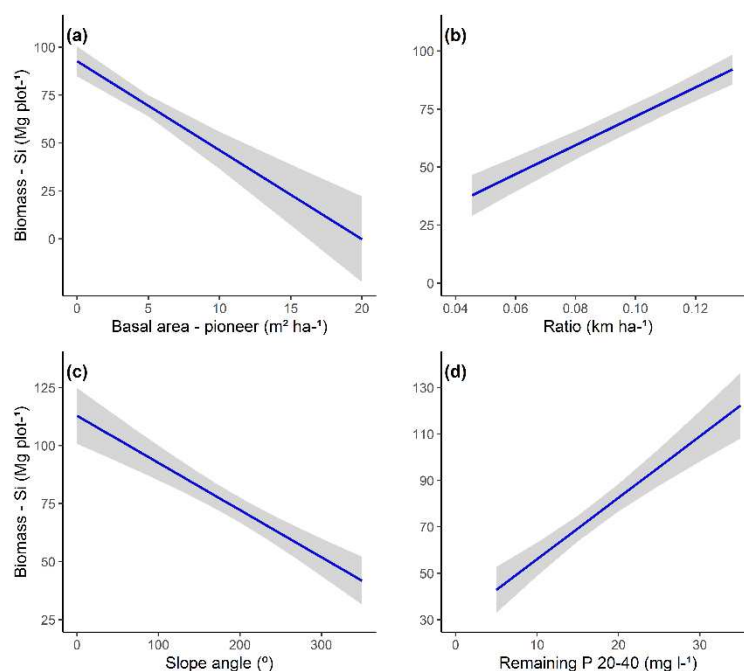 (a)
Biomass - Si (Mg plot-¹)
100
75
50
25
0
0 5 10 15 20
Basal area - pioneer (m² ha-¹)
(b)
100
75
50
25
0
0.04 0.06 0.08 0.10 0.12
Ratio (km ha-¹)
(c)
Biomass - Si (Mg plot-¹)
125
100
75
50
25
0 100 200 300
Slope angle (º)
(d)
130
110
90
70
50
30
0 10 20 30
Remaining P 20-40 (mg l-¹)